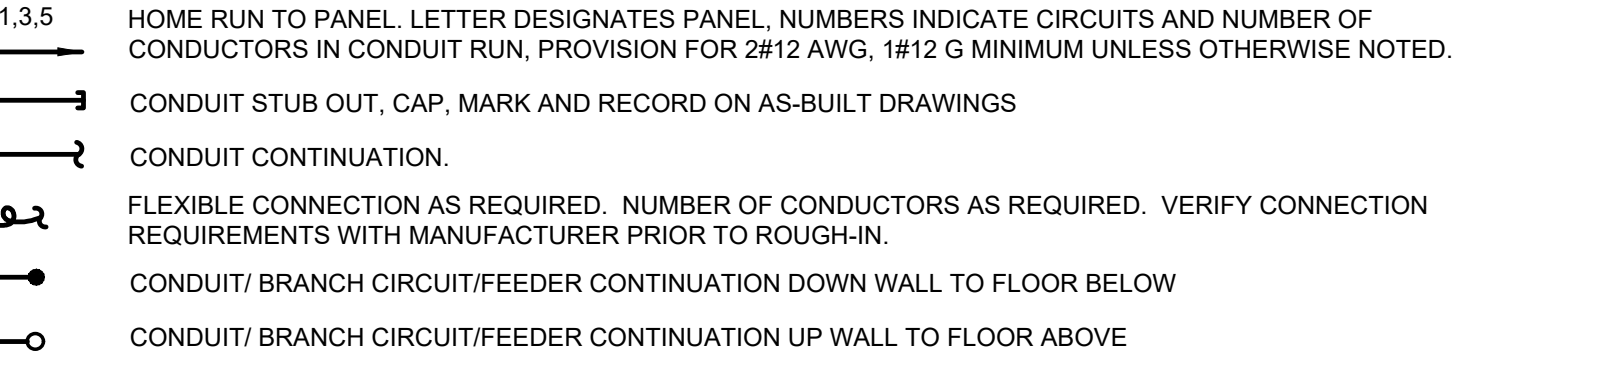 1,3,5
HOME RUN TO PANEL. LETTER DESIGNATES PANEL, NUMBERS INDICATE CIRCUITS AND NUMBER OF
CONDUCTORS IN CONDUIT RUN, PROVISION FOR 2#12 AWG, 1#12 G MINIMUM UNLESS OTHERWISE NOTED.
CONDUIT STUB OUT, CAP, MARK AND RECORD ON AS-BUILT DRAWINGS
CONDUIT CONTINUATION.
FLEXIBLE CONNECTION AS REQUIRED.  NUMBER OF CONDUCTORS AS REQUIRED.  VERIFY CONNECTION
REQUIREMENTS WITH MANUFACTURER PRIOR TO ROUGH-IN.
CONDUIT/ BRANCH CIRCUIT/FEEDER CONTINUATION DOWN WALL TO FLOOR BELOW
CONDUIT/ BRANCH CIRCUIT/FEEDER CONTINUATION UP WALL TO FLOOR ABOVE